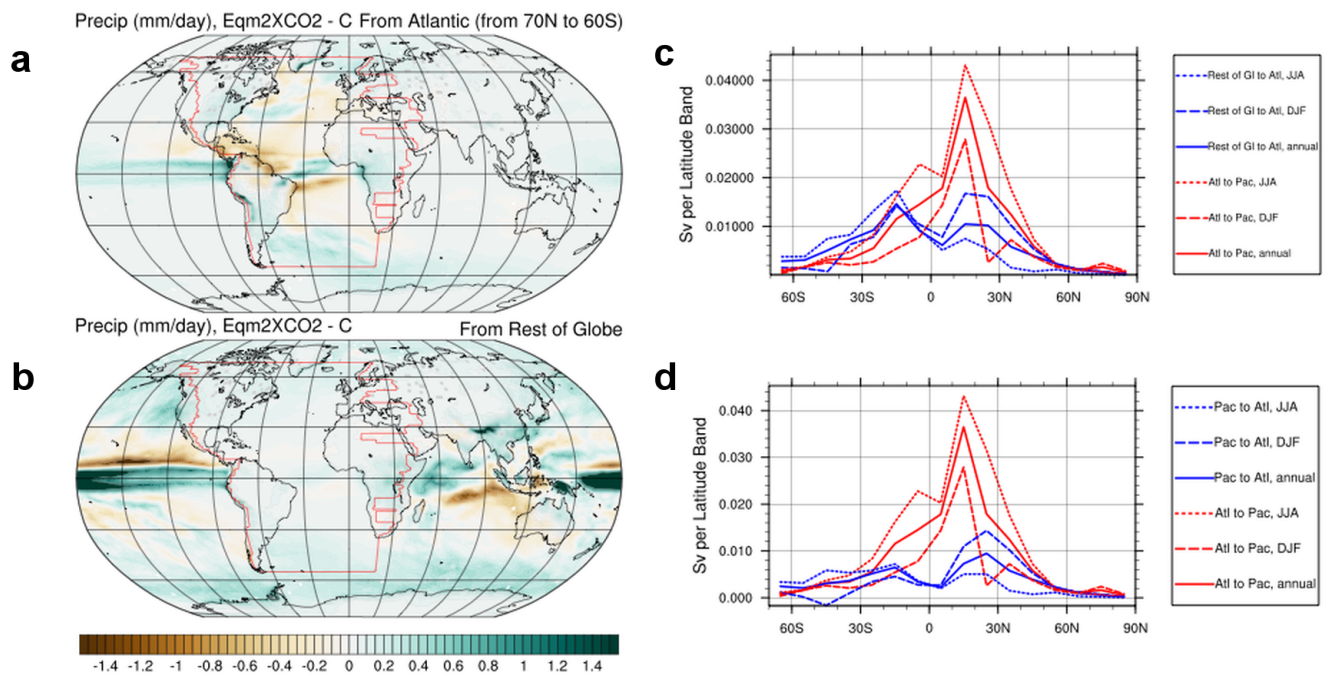 a
Precip (mm/day), Eqm2XCO2 - C From Atlantic (from 70N to 60S)
b
Precip (mm/day), Eqm2XCO2 - C From Rest of Globe
-1.4 -1.2 -1 -0.8 -0.6 -0.4 -0.2 0 0.2 0.4 0.6 0.8 1 1.2 1.4
c
Sv per Latitude Band
0.04000
0.03000
0.02000
0.01000
60S 30S 0 30N 60N 90N
Rest of Gl to Atl, JJA
Rest of Gl to Atl, DJF
Rest of Gl to Atl, annual
Atl to Pac, JJA
Atl to Pac, DJF
Atl to Pac, annual
d
Sv per Latitude Band
0.040
0.030
0.020
0.010
0.000
60S 30S 0 30N 60N 90N
Pac to Atl, JJA
Pac to Atl, DJF
Pac to Atl, annual
Atl to Pac, JJA
Atl to Pac, DJF
Atl to Pac, annual